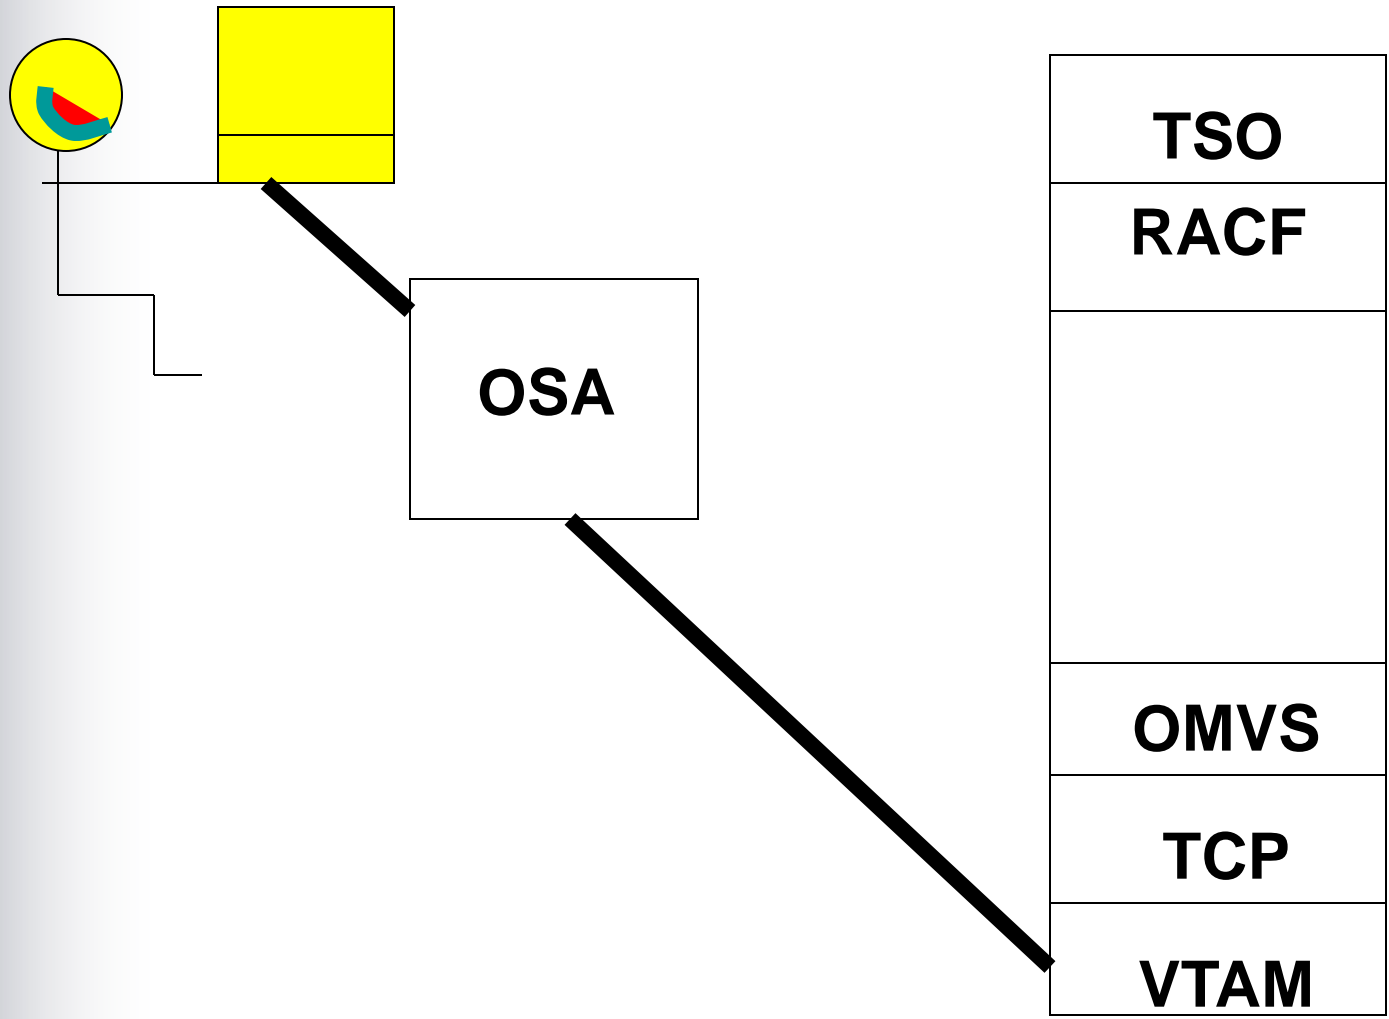 TSO
RACF
OSA
OMVS
TCP
VTAM